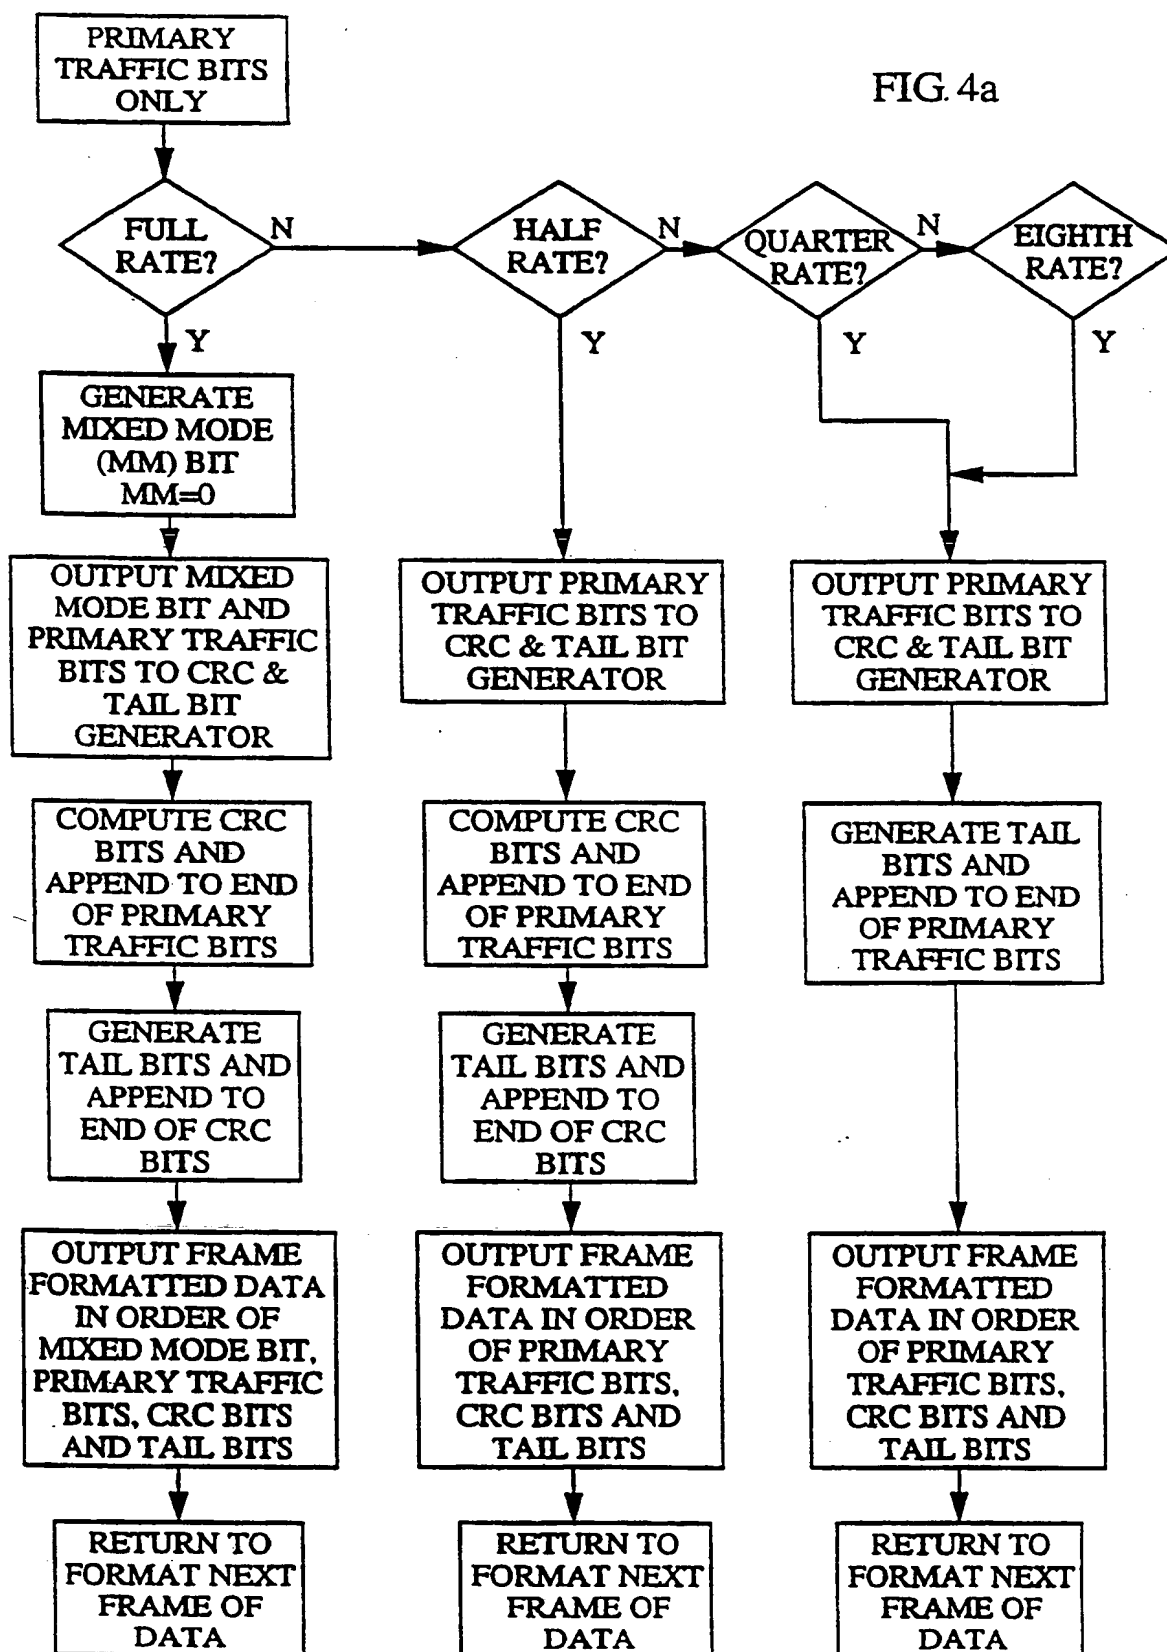 PRIMARY
TRAFFIC BITS
ONLY
FIG. 4a
FULL
RATE?
N
HALF
RATE?
N
QUARTER
RATE?
N
EIGHTH
RATE?
Y
Y
Y
Y
GENERATE
MIXED MODE
(MM) BIT
MM=0
OUTPUT MIXED
MODE BIT AND
PRIMARY TRAFFIC
BITS TO CRC &
TAIL BIT
GENERATOR
OUTPUT PRIMARY
TRAFFIC BITS TO
CRC & TAIL BIT
GENERATOR
OUTPUT PRIMARY
TRAFFIC BITS TO
CRC & TAIL BIT
GENERATOR
COMPUTE CRC
BITS AND
APPEND TO END
OF PRIMARY
TRAFFIC BITS
COMPUTE CRC
BITS AND
APPEND TO END
OF PRIMARY
TRAFFIC BITS
GENERATE TAIL
BITS AND
APPEND TO END
OF PRIMARY
TRAFFIC BITS
GENERATE
TAIL BITS AND
APPEND TO
END OF CRC
BITS
GENERATE
TAIL BITS AND
APPEND TO
END OF CRC
BITS
OUTPUT FRAME
FORMATTED DATA
IN ORDER OF
MIXED MODE BIT,
PRIMARY TRAFFIC
BITS, CRC BITS
AND TAIL BITS
OUTPUT FRAME
FORMATTED
DATA IN ORDER
OF PRIMARY
TRAFFIC BITS,
CRC BITS AND
TAIL BITS
OUTPUT FRAME
FORMATTED
DATA IN ORDER
OF PRIMARY
TRAFFIC BITS,
CRC BITS AND
TAIL BITS
RETURN TO
FORMAT NEXT
FRAME OF
DATA
RETURN TO
FORMAT NEXT
FRAME OF
DATA
RETURN TO
FORMAT NEXT
FRAME OF
DATA